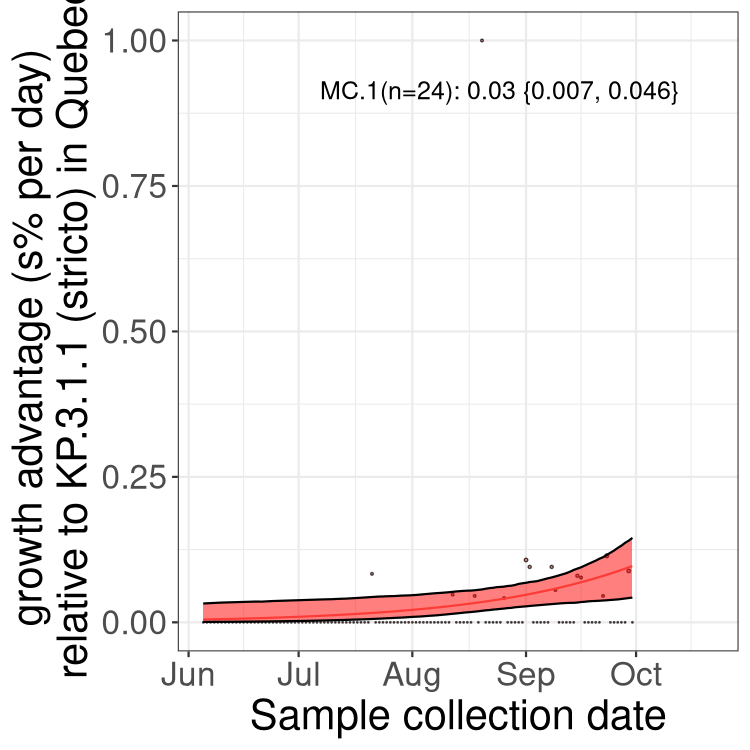 growth advantage (s% per day)
relative to KP.3.1.1 (stricto) in Quebec
1.00
0.75
0.50
0.25
0.00
MC.1(n=24): 0.03 {0.007, 0.046}
Jun Jul Aug Sep Oct
Sample collection date